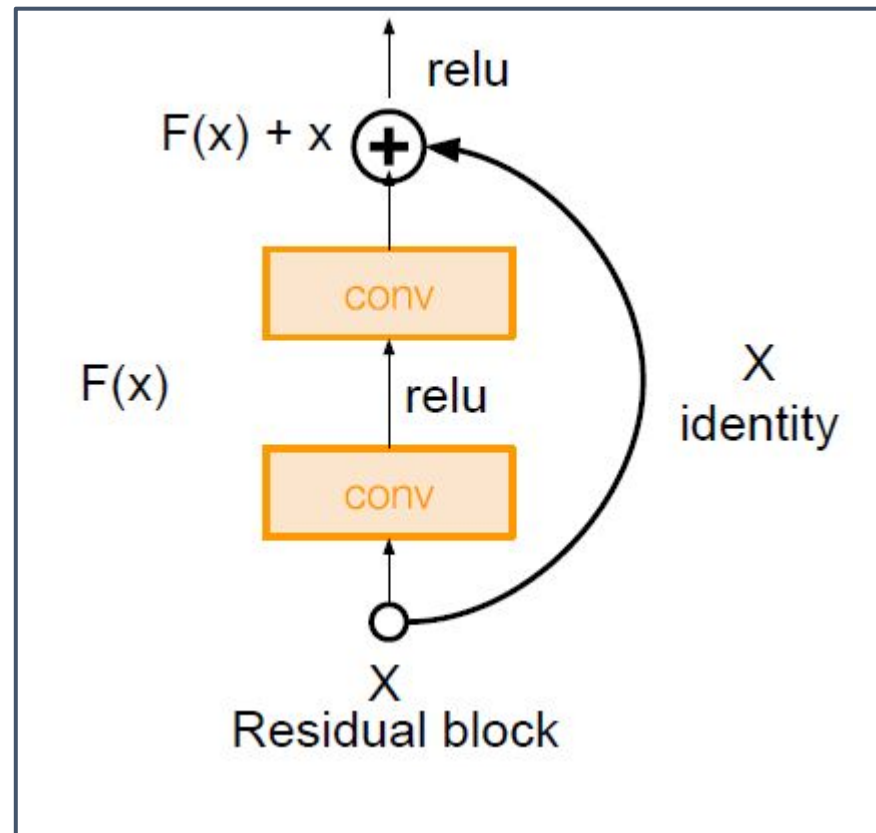 relu
F(x) + x
conv
F(x)
relu
X
identity
conv
X
Residual block